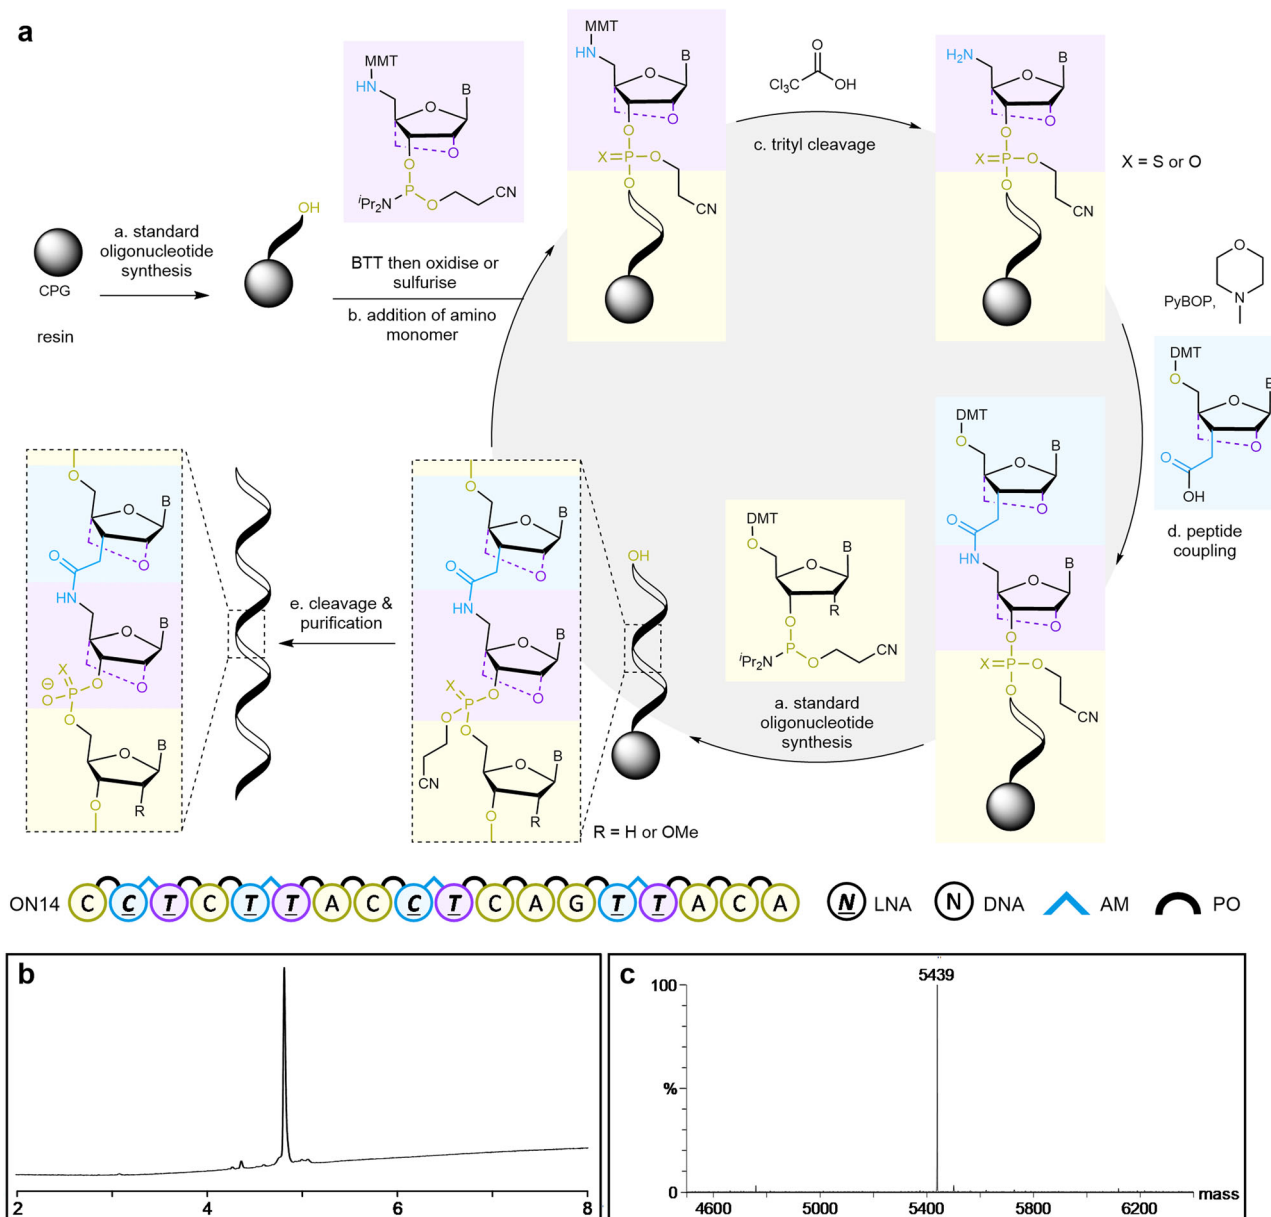 a
MMT
HN
O
B
O
O
P
iPr2N
O
CN
MMT
HN
O
B
O
O
X=P
O
O
CN
O
Cl3C
OH
c. trityl cleavage
H2N
O
B
O
O
X=P
O
O
CN
X = S or O
OH
a. standard
oligonucleotide
synthesis
CPG
resin
BTT then oxidise or
sulfurise
b. addition of amino
monomer
O
N
PyBOP,
DMT
O
O
B
O
O
OH
d. peptide
coupling
DMT
O
O
B
O
O
HN
O
B
O
O
X=P
O
O
CN
DMT
O
O
B
R
O
P
iPr2N
O
CN
a. standard
oligonucleotide
synthesis
O
O
B
O
O
HN
O
B
O
X
O
P
O
O
O
B
CN
R
O
OH
R = H or OMe
e. cleavage &
purification
O
O
B
O
O
HN
O
B
X
O
O
⊖O
P
O
O
B
R
O
ON14 C C T C T T A C C T C A G T T A C A N LNA N DNA AM PO
b
2 4 6 8
c
5439
100
%
0
4600 5000 5400 5800 6200 mass